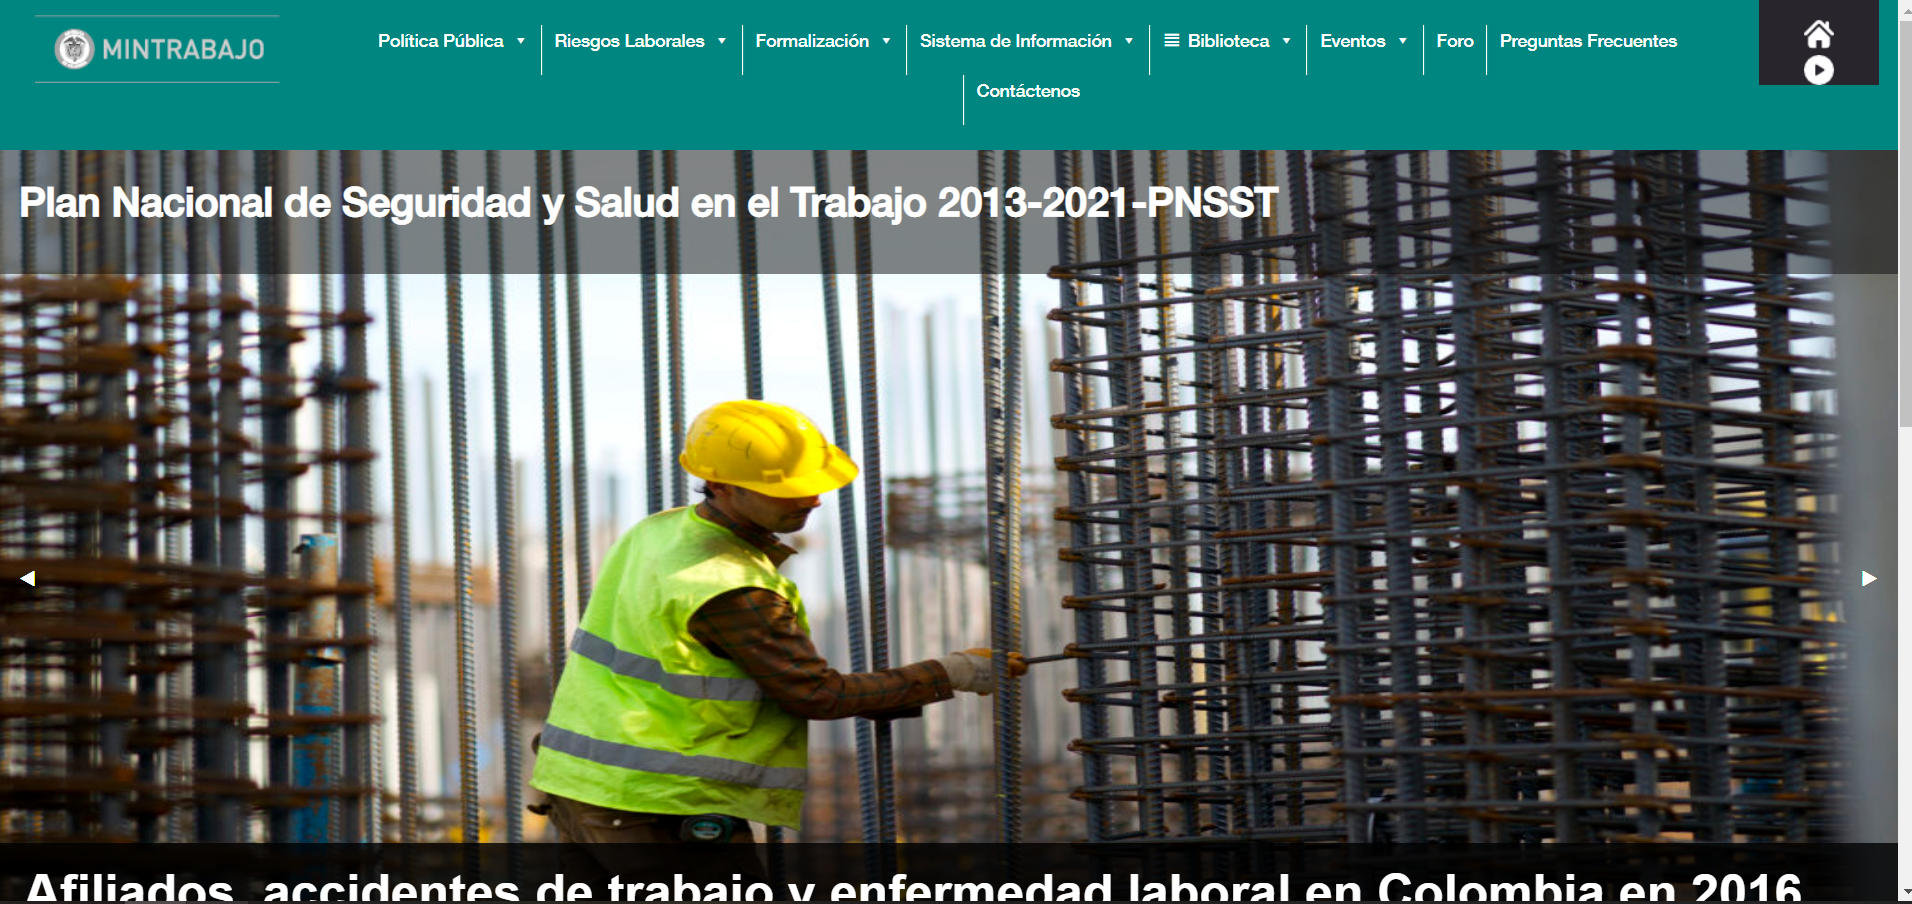 MINTRABAJO
Política Pública
Riesgos Laborales
Formalización
Sistema de Información
Biblioteca
Eventos
Foro
Preguntas Frecuentes
Contáctenos
Plan Nacional de Seguridad y Salud en el Trabajo 2013-2021-PNSST
Afiliados, accidentes de trabajo y enfermedad laboral en Colombia en 2016